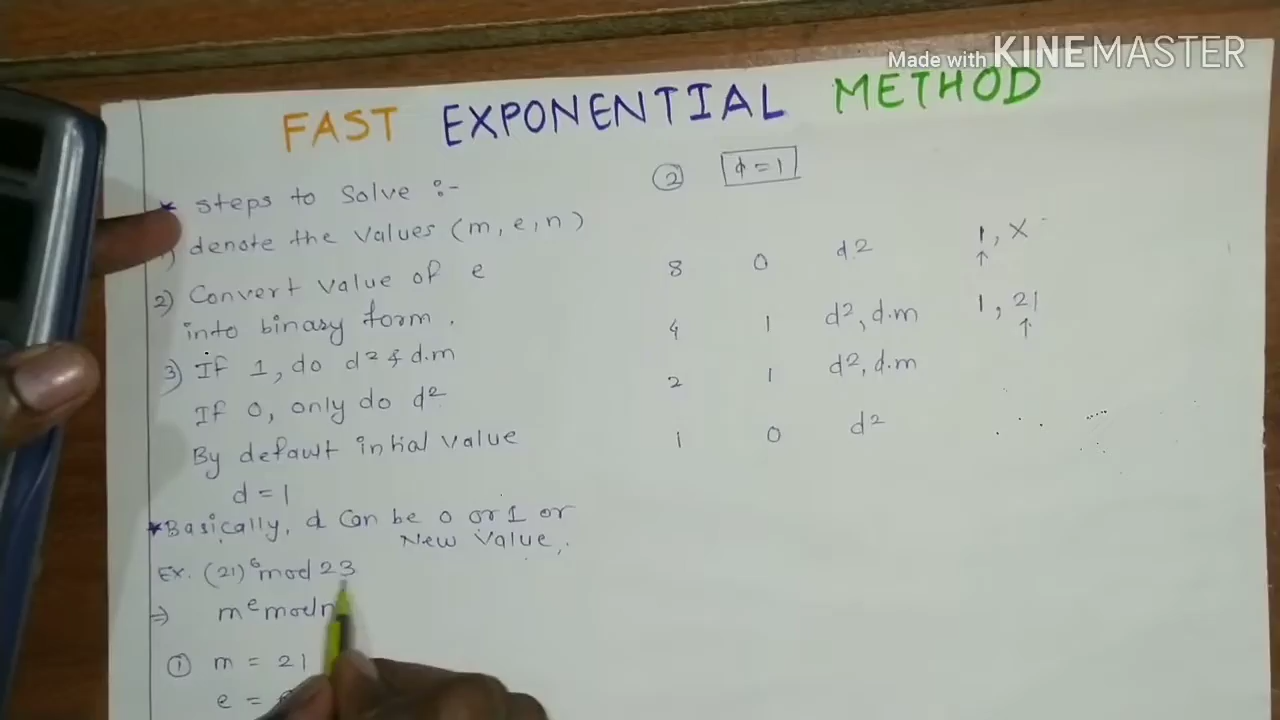 Made with KINEMASTER
FAST EXPONENTIAL METHOD
* Steps to Solve :-
1) denote the values (m, e, n)
2) Convert value of e
into binary form.
3) If 1, do d² & d.m
If 0, only do d²
By default intial value
d = 1
* Basically, d can be 0 or 1 or
New value,.
Ex. (21)⁶ mod 23
=> mᵉ mod n
① m = 21
e =
② d = 1
8 0 d² 1, X
↑
4 1 d², d.m 1, 21
↑
2 1 d², d.m
1 0 d²